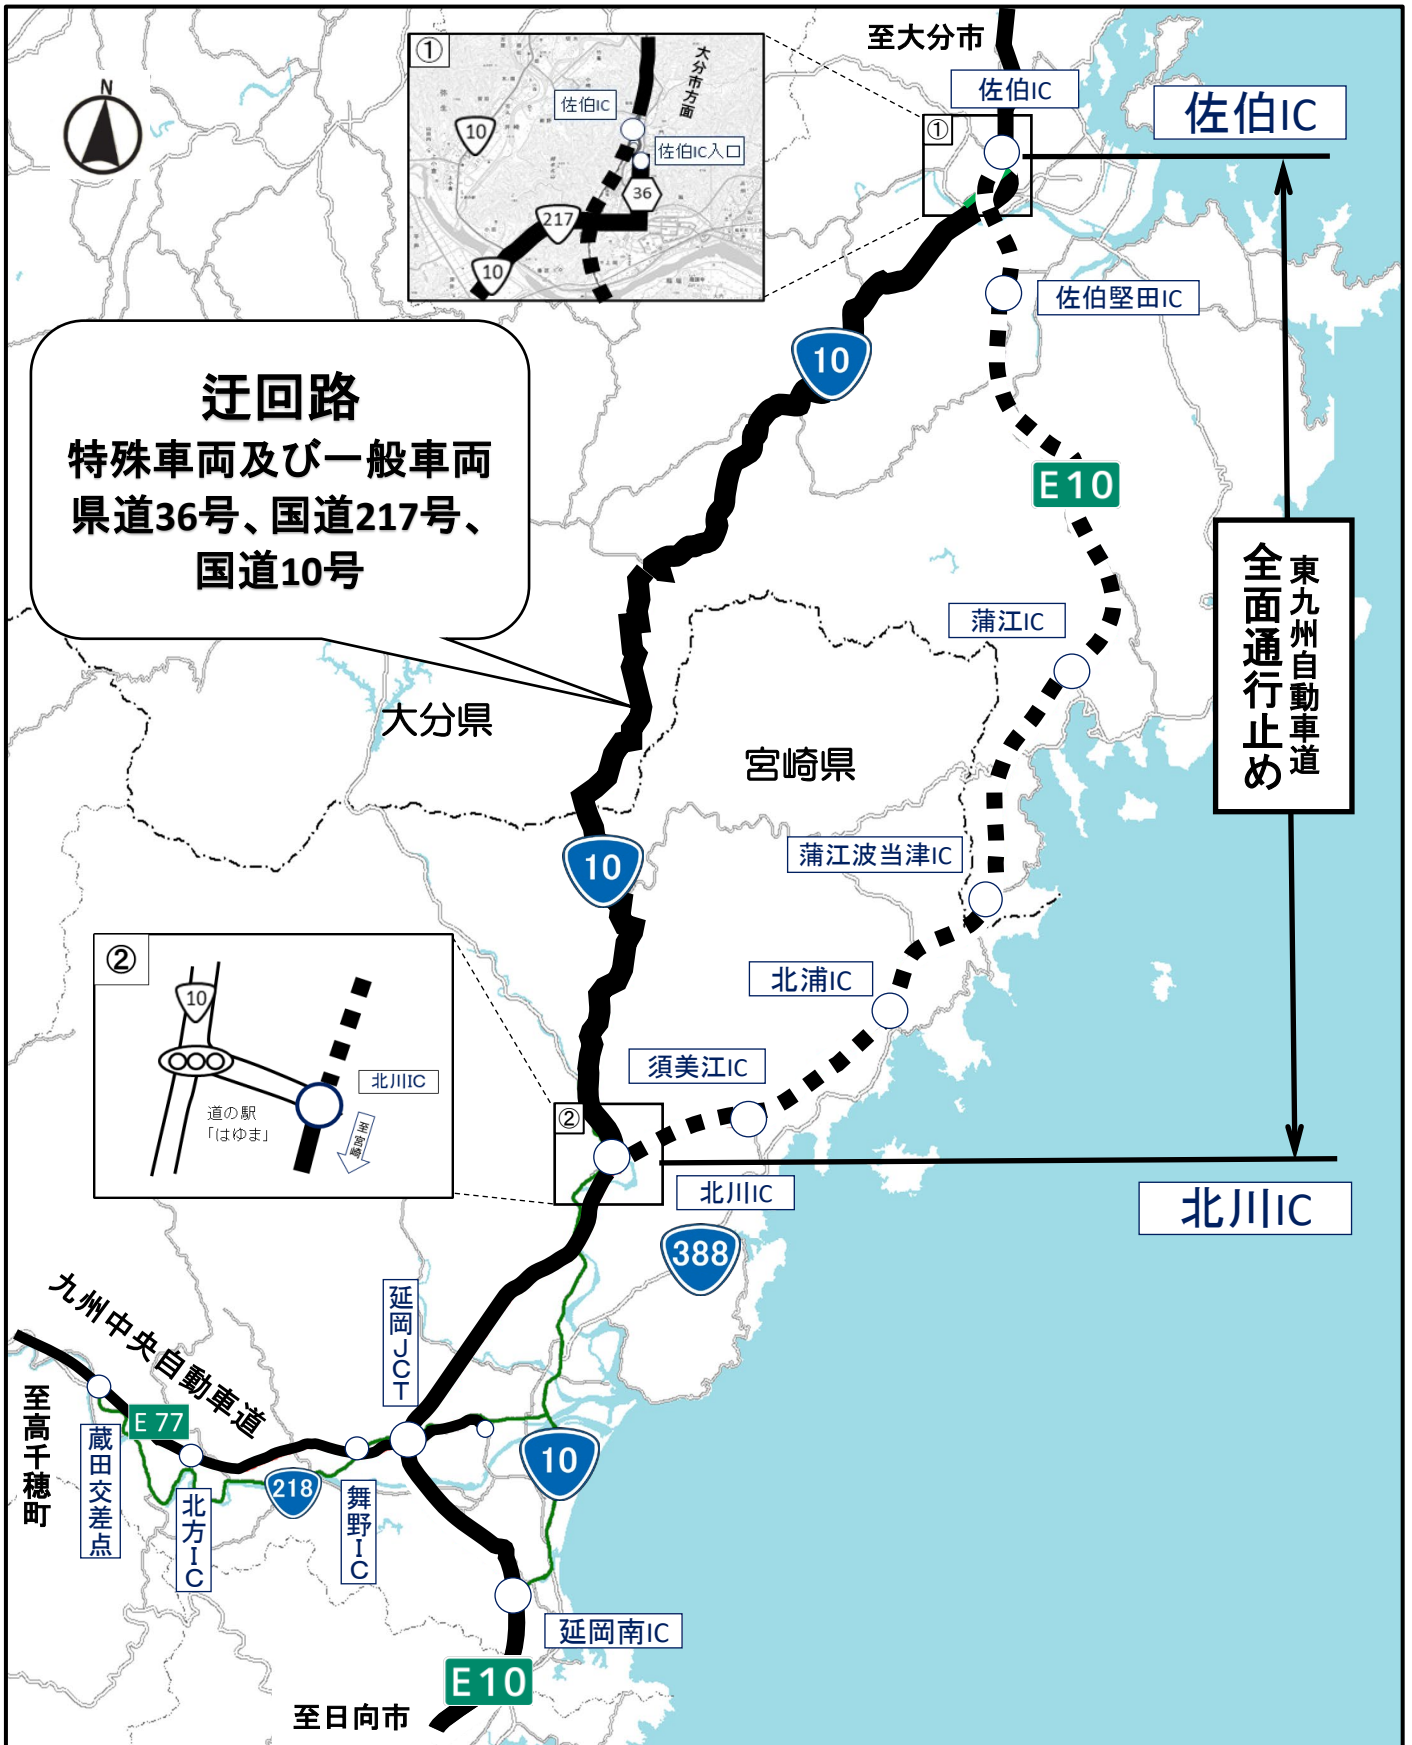 至大分市
佐伯IC
①
佐伯IC
①
N
10
佐伯IC
大分市方面
佐伯IC入口
36
217
10
佐伯堅田IC
10
迂回路
特殊車両及び一般車両
県道36号、国道217号、
国道10号
E10
東九州自動車道
全面通行止め
蒲江IC
大分県
宮崎県
蒲江波当津IC
10
②
10
北川IC
道の駅
「はゆま」
至宮崎
北浦IC
須美江IC
②
北川IC
北川IC
388
九州中央自動車道
延岡JCT
至高千穂町
E 77
蔵田交差点
北方IC
218
舞野IC
10
延岡南IC
E10
至日向市